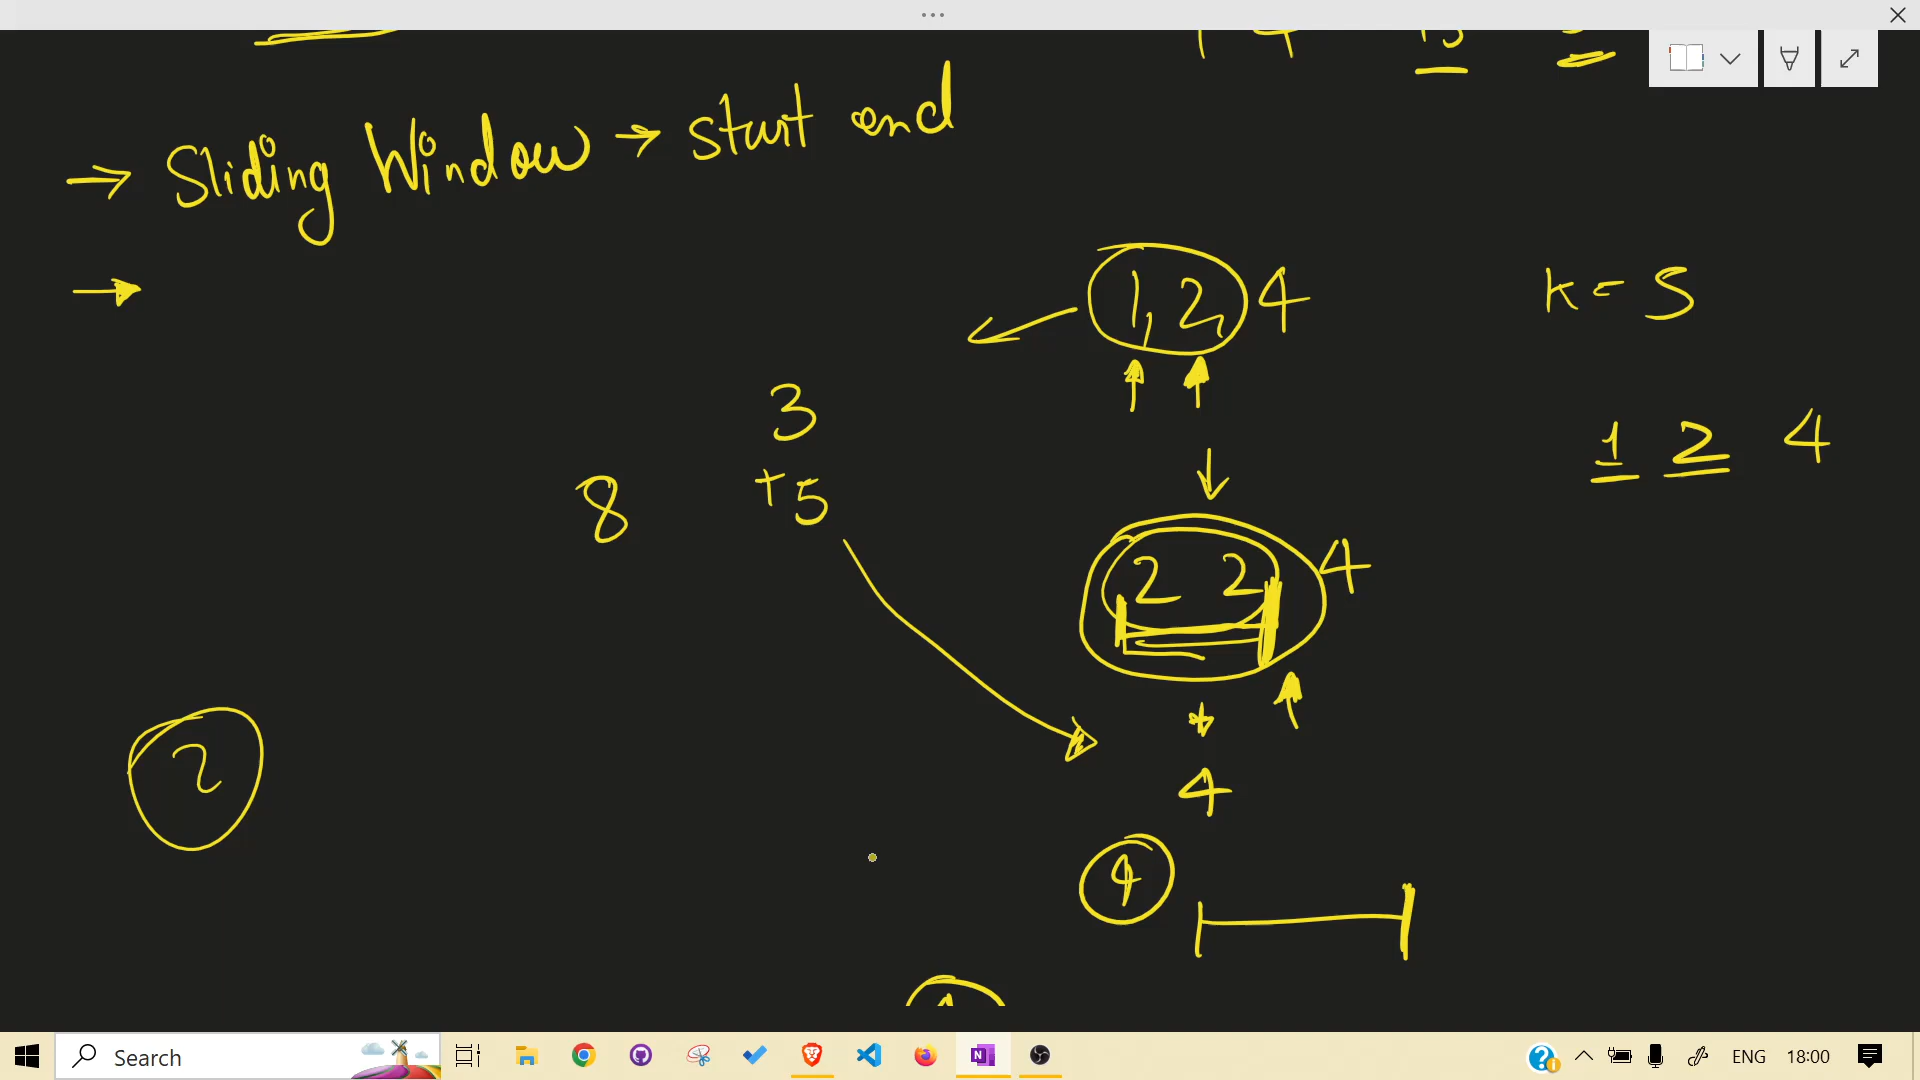 → Sliding Window → start end
→
1, 2, 4
k = 5
3
1 2 4
+5
8
2 2 4
2
4
4
Search
ENG
18:00